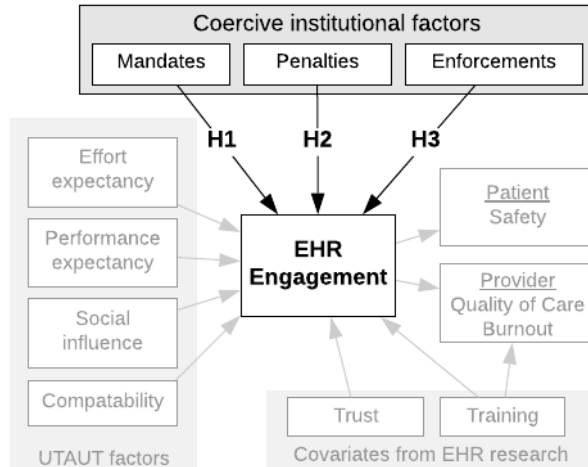 Coercive institutional factors
Mandates
Penalties
Enforcements
H1
H2
H3
Effort
expectancy
Performance
expectancy
Social
influence
Compatability
UTAUT factors
EHR
Engagement
Patient
Safety
Provider
Quality of Care
Burnout
Trust
Training
Covariates from EHR research